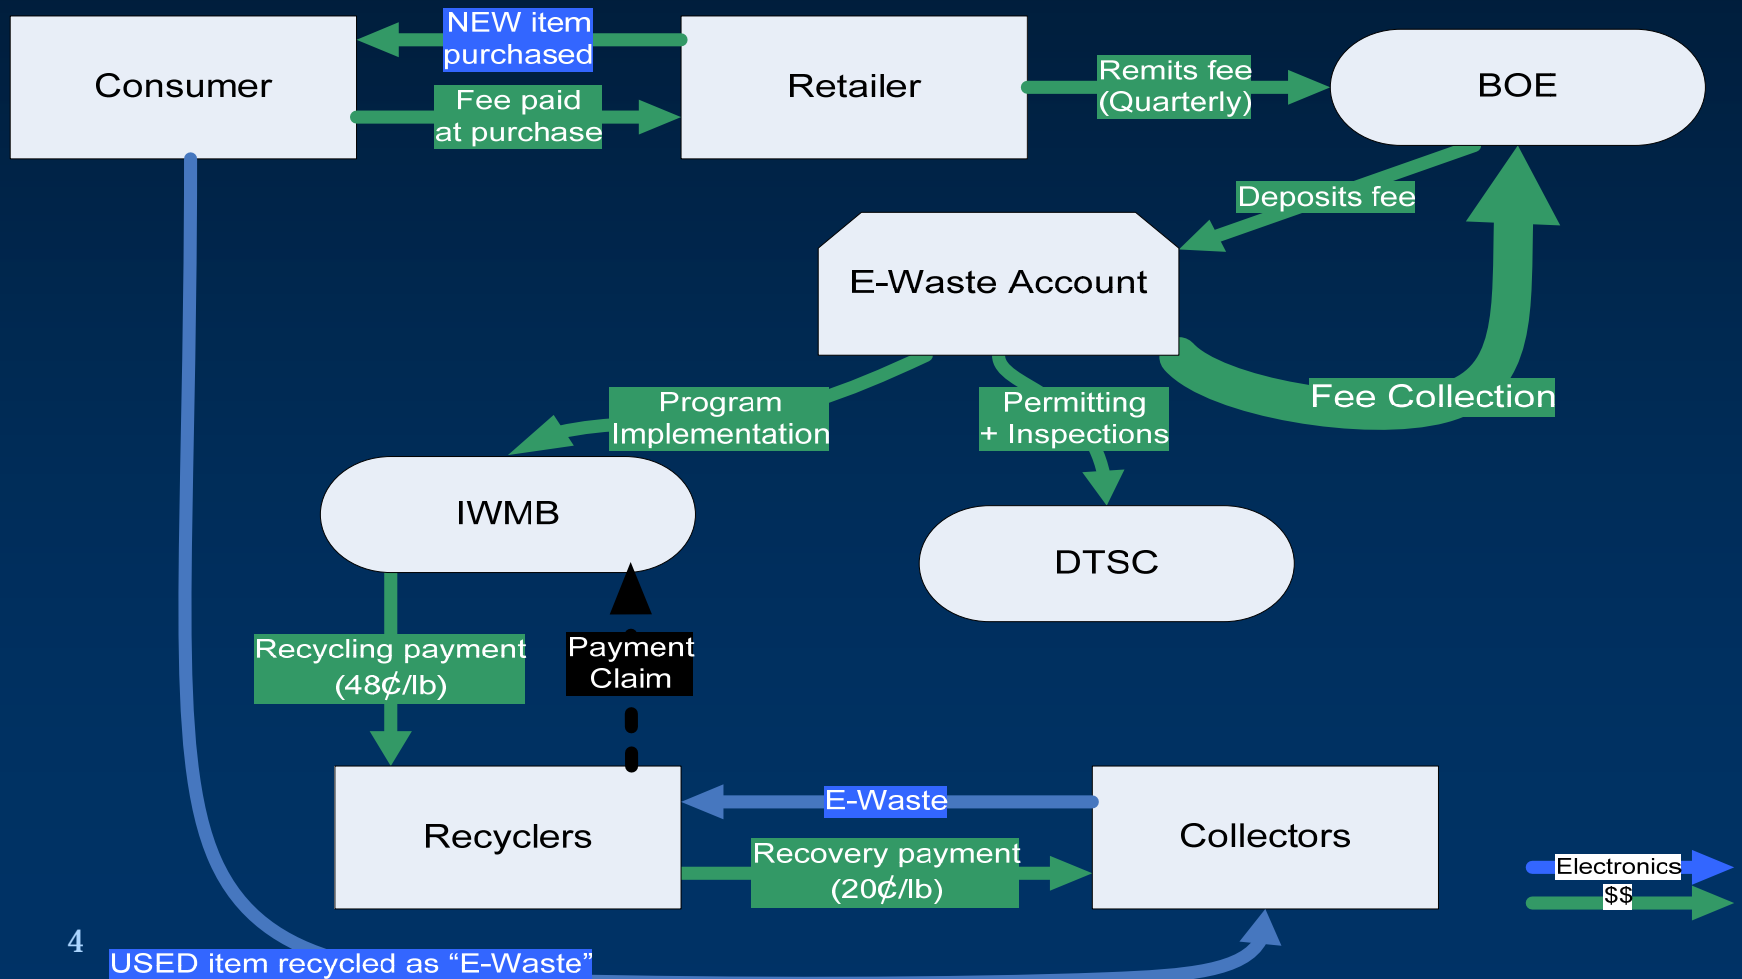 NEW item
purchased
Consumer
Retailer
Fee paid
at purchase
Remits fee
(Quarterly)
BOE
Deposits fee
E-Waste Account
Fee Collection
Program
Implementation
Permitting
+ Inspections
IWMB
DTSC
Recycling payment
(48₵/lb)
Payment
Claim
Recyclers
E-Waste
Collectors
Recovery payment
(20₵/lb)
Electronics
$$
4
USED item recycled as “E-Waste”